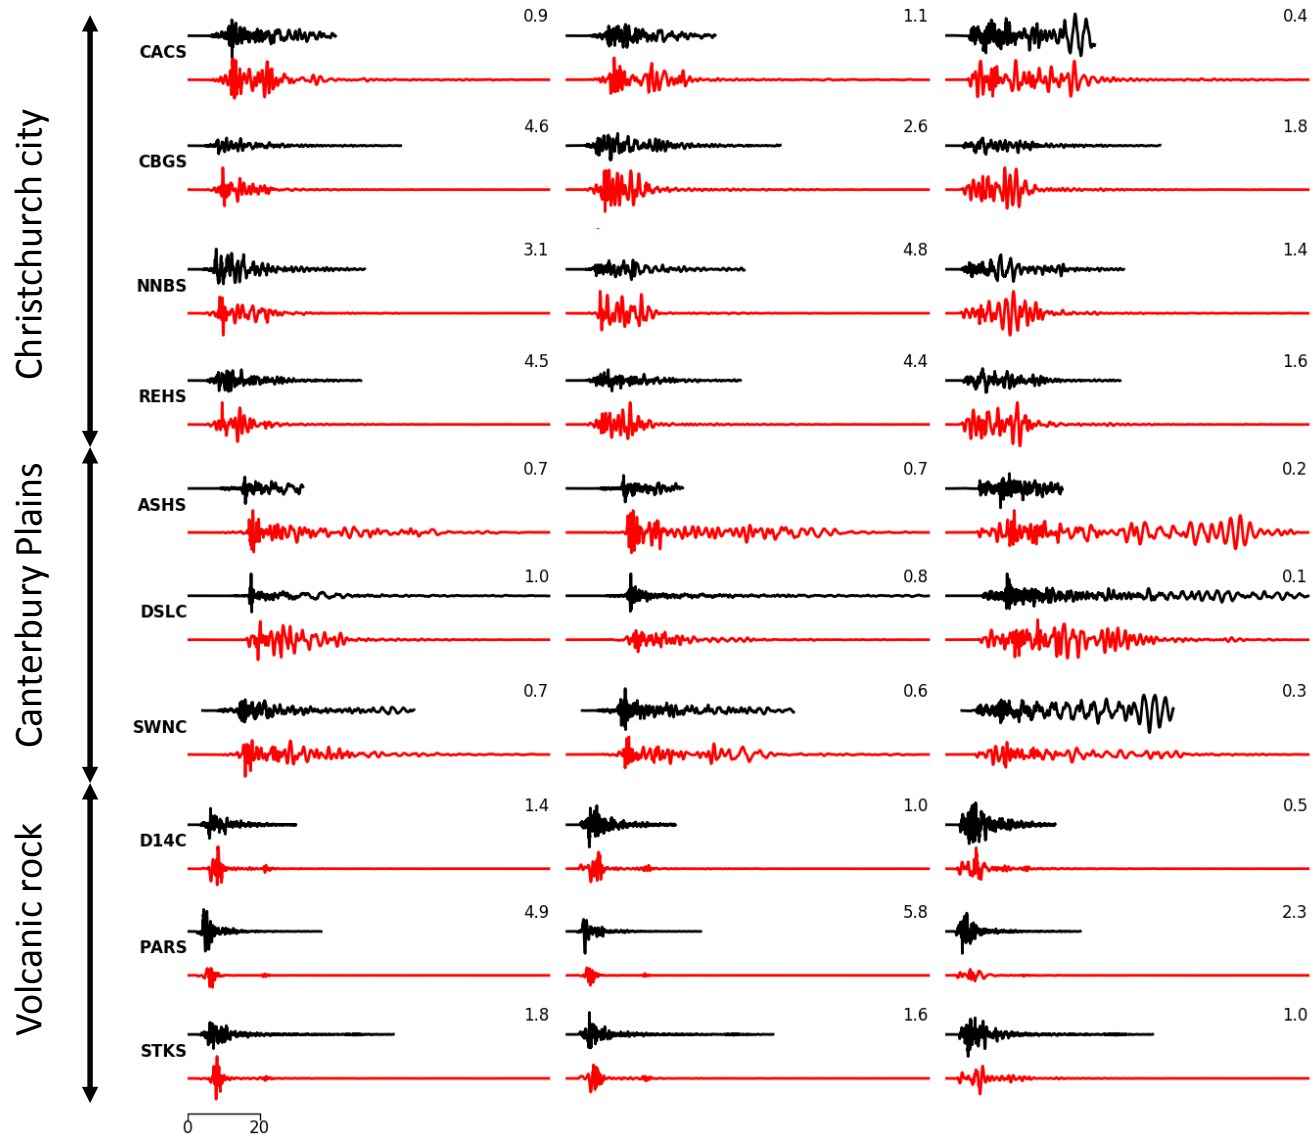 Christchurch city
CACS 0.9 1.1 0.4
CBGS 4.6 2.6 1.8
NNBS 3.1 4.8 1.4
REHS 4.5 4.4 1.6
Canterbury Plains
ASHS 0.7 0.7 0.2
DSLC 1.0 0.8 0.1
SWNC 0.7 0.6 0.3
Volcanic rock
D14C 1.4 1.0 0.5
PARS 4.9 5.8 2.3
STKS 1.8 1.6 1.0
0 20